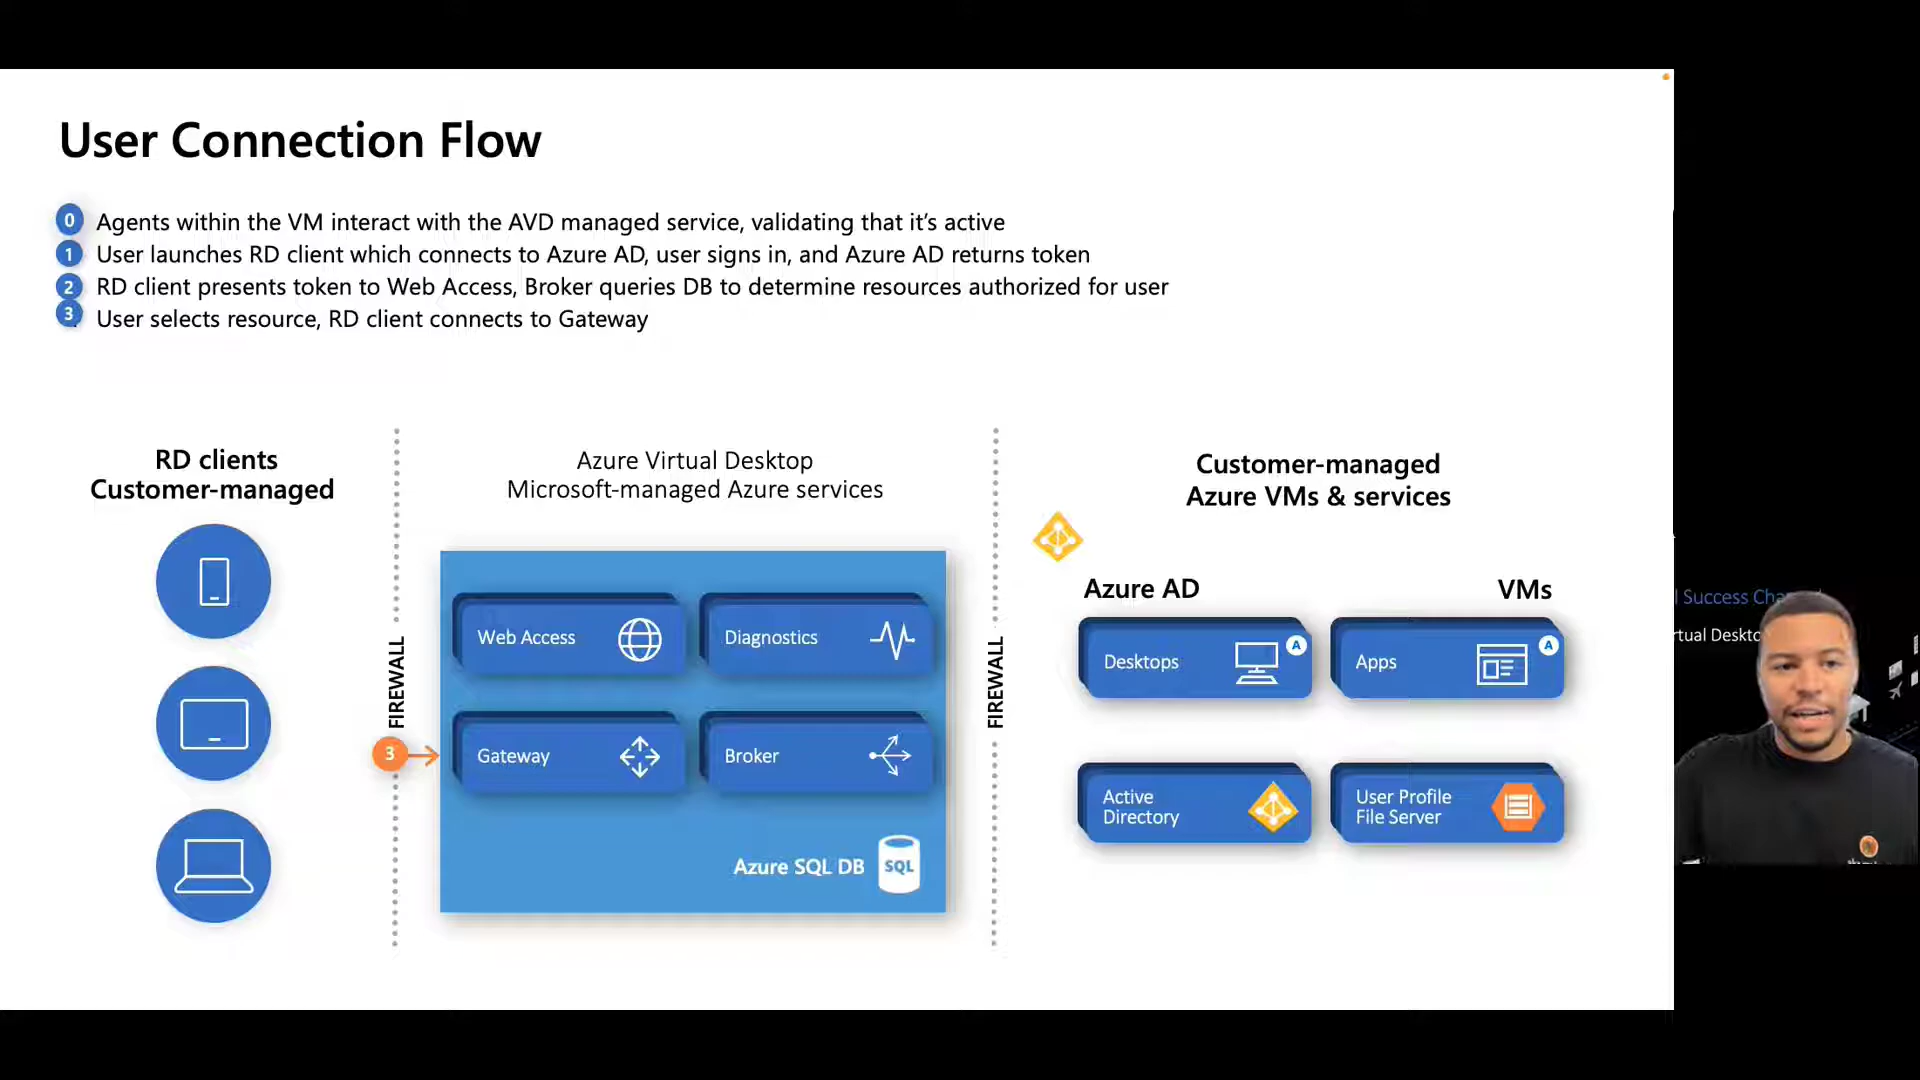 User Connection Flow
0 Agents within the VM interact with the AVD managed service, validating that it’s active
1 User launches RD client which connects to Azure AD, user signs in, and Azure AD returns token
2 RD client presents token to Web Access, Broker queries DB to determine resources authorized for user
3 User selects resource, RD client connects to Gateway
RD clients
Customer-managed
Azure Virtual Desktop
Microsoft-managed Azure services
Customer-managed
Azure VMs & services
FIREWALL
Web Access
Diagnostics
Gateway
Broker
3
Azure SQL DB
SQL
FIREWALL
Azure AD
VMs
Desktops
A
Apps
A
Active
Directory
User Profile
File Server
Success